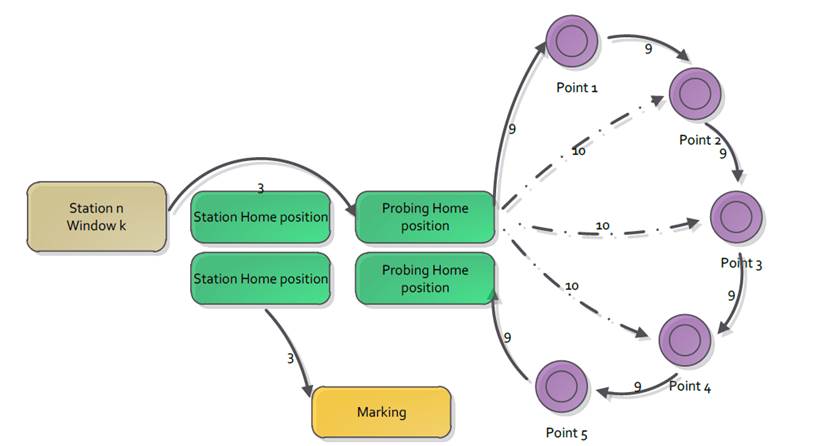 Point 1
9
9
Point 2
9
10
3
Station n
Window k
Station Home position
Probing Home
position
10
Point 3
Station Home position
Probing Home
position
10
9
3
9
9
Point 4
Marking
Point 5